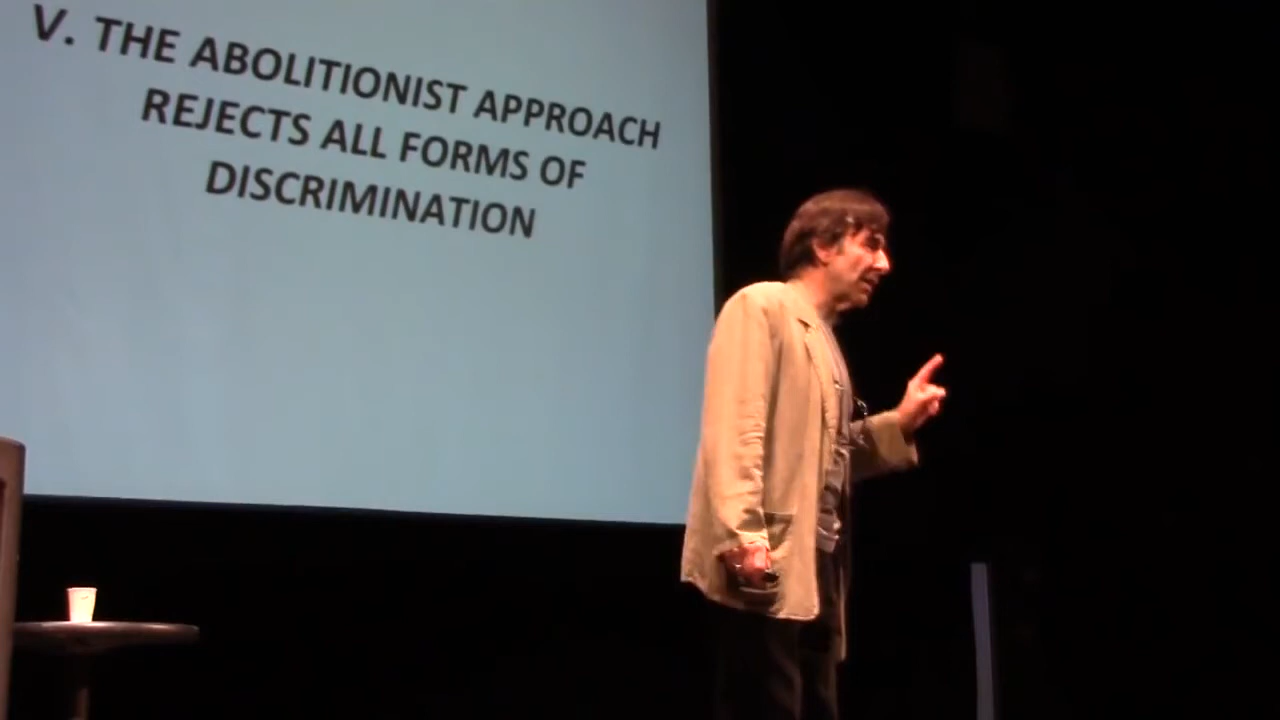 V. THE ABOLITIONIST APPROACH
REJECTS ALL FORMS OF
DISCRIMINATION